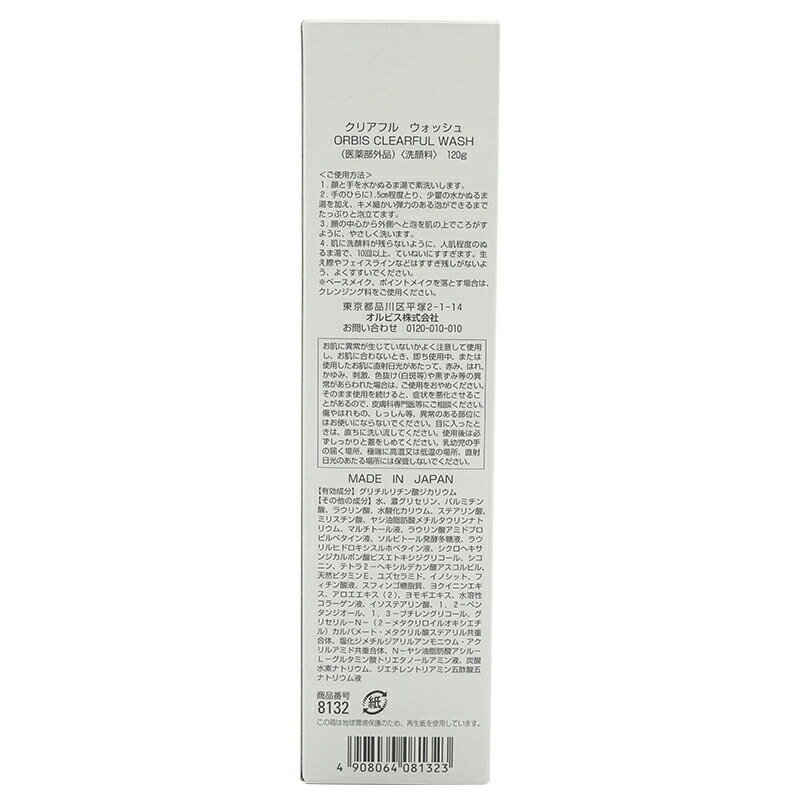 クリアフル ウォッシュ
ORBIS CLEARFUL WASH
(医薬部外品)〈洗顔料〉 120g
<ご使用方法>
1. 顔と手を水かぬるま湯で素洗いします。
2. 手のひらに1.5cm程度とり、少量の水かぬるま
湯を加え、キメ細かい弾力のある泡ができるまで
たっぷりと泡立てます。
3. 顔の中心から外側へと泡を肌の上でころがす
ように、やさしく洗います。
4. 肌に洗顔料が残らないように、人肌程度のぬ
るま湯で、10回以上、ていねいにすすぎます。生
え際やフェイスラインなどはすすぎ残しがないよ
う、よくすすいでください。
※ベースメイク、ポイントメイクを落とす場合は、
クレンジング料をご使用ください。
東京都品川区平塚2-1-14
オルビス株式会社
お問い合わせ 0120-010-010
お肌に異常が生じていないかよく注意して使用
し、お肌に合わないとき、即ち使用中、または
使用したお肌に直射日光があたって、赤み、はれ、
かゆみ、刺激、色抜け(白斑等)や黒ずみ等の異
常があらわれた場合は、ご使用をおやめください。
そのまま使用を続けると、症状を悪化させるこ
とがあるので、皮膚科専門医等にご相談ください。
傷やはれもの、しっしん等、異常のある部位に
はお使いにならないでください。目に入ったと
きは、直ちに洗い流してください。使用後は必
ずしっかりと蓋をしめてください。乳幼児の手
の届く場所、極端に高温又は低温の場所、直射
日光のあたる場所には保管しないでください。
MADE IN JAPAN
【有効成分】グリチルリチン酸ジカリウム
【その他の成分】水、濃グリセリン、パルミチン
酸、ラウリン酸、水酸化カリウム、ステアリン酸、
ミリスチン酸、ヤシ油脂肪酸メチルタウリンナト
リウム、マルチトール液、ラウリン酸アミドプロ
ピルベタイン液、ソルビトール発酵多糖液、ラウ
リルヒドロキシスルホベタイン液、シクロヘキサ
ンジカルボン酸ビスエトキシジグリコール、シコ
ニン、テトラ2-ヘキシルデカン酸アスコルビル、
天然ビタミンE、ユズセラミド、イノシット、フ
ィチン酸液、スフィンゴ糖脂質、ヨクイニンエキ
ス、アロエエキス(2)、ヨモギエキス、水溶性
コラーゲン液、イソステアリン酸、1，2-ペン
タンジオール、1，3-ブチレングリコール、グ
リセリル-N-(2-メタクリロイルオキシエチ
ル)カルバメート・メタクリル酸ステアリル共重
合体、塩化ジメチルジアリルアンモニウム・アク
リルアミド共重合体、N-ヤシ油脂肪酸アシル-
L-グルタミン酸トリエタノールアミン液、炭酸
水素ナトリウム、ジエチレントリアミン五酢酸五
ナトリウム液
商品番号
8132
紙
この箱は地球環境保護のため、再生紙を使用しています。
4 908064 081323